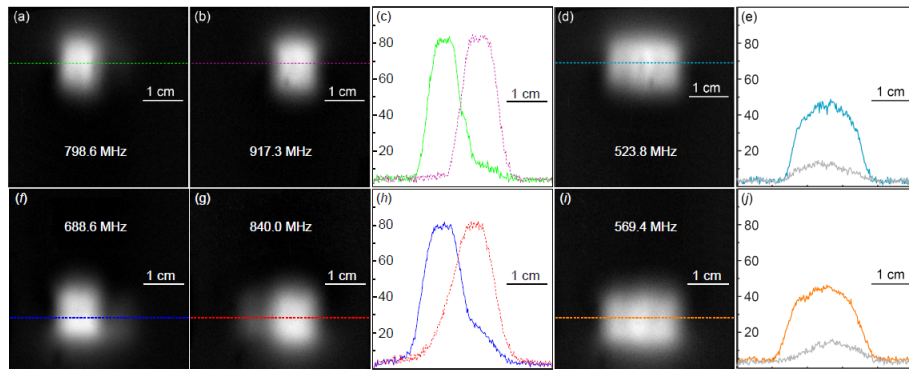 (a)
1 cm
798.6 MHz
(b)
1 cm
917.3 MHz
(c)
80
60
40
20
1 cm
(d)
1 cm
523.8 MHz
(e)
80
60
40
20
1 cm
(f)
688.6 MHz
1 cm
(g)
840.0 MHz
1 cm
(h)
80
60
40
20
1 cm
(i)
569.4 MHz
1 cm
(j)
80
60
40
20
1 cm